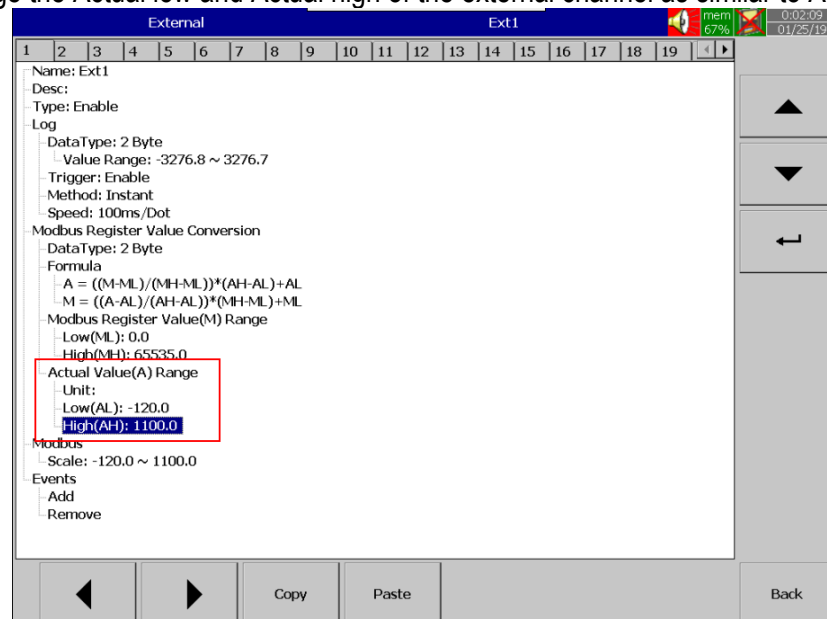 ge the Actual low and Actual high of the external channel as similar to A
External Ext1 mem 67% 0:02:09 01/25/19
1 2 3 4 5 6 7 8 9 10 11 12 13 14 15 16 17 18 19
Name: Ext1
Desc:
Type: Enable
Log
DataType: 2 Byte
Value Range: -3276.8 ~ 3276.7
Trigger: Enable
Method: Instant
Speed: 100ms/Dot
Modbus Register Value Conversion
DataType: 2 Byte
Formula
A = ((M-ML)/(MH-ML))*(AH-AL)+AL
M = ((A-AL)/(AH-AL))*(MH-ML)+ML
Modbus Register Value(M) Range
Low(ML): 0.0
High(MH): 65535.0
Actual Value(A) Range
Unit:
Low(AL): -120.0
High(AH): 1100.0
Modbus
Scale: -120.0 ~ 1100.0
Events
Add
Remove
Copy Paste Back